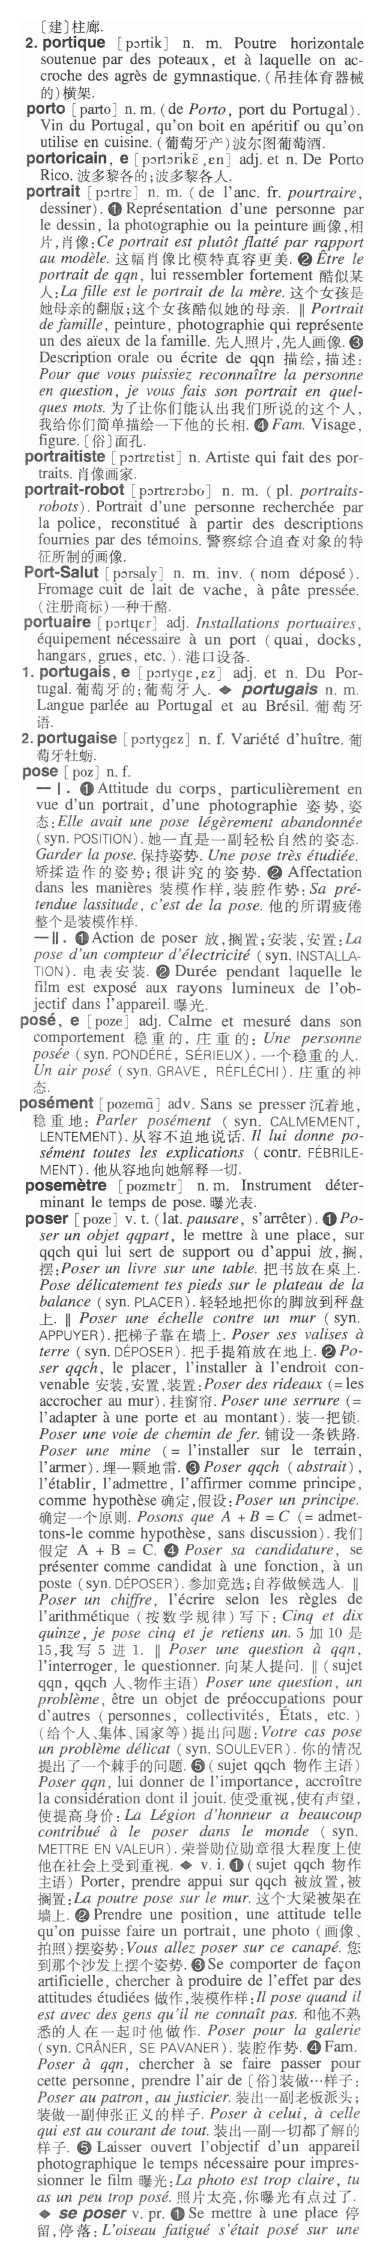 〔建〕柱廊.
2. portique [pɔrtik] n. m. Poutre horizontale
soutenue par des poteaux, et à laquelle on ac-
croche des agrès de gymnastique. (吊挂体育器械
的)横架.
porto [pɑrto] n. m. (de Porto, port du Portugal).
Vin du Portugal, qu'on boit en apéritif ou qu'on
utilise en cuisine. (葡萄牙产)波尔图葡萄酒.
portoricain, e [pɔrtɔrikɛ̃, ɛn] adj. et n. De Porto
Rico. 波多黎各的;波多黎各人.
portrait [pɔrtrɛ] n. m. (de l'anc. fr. pourtraire,
dessiner). ❶ Représentation d'une personne par
le dessin, la photographie ou la peinture 画像,相
片,肖像:Ce portrait est plutôt flatté par rapport
au modèle. 这幅肖像比模特真容更美. ❷ Être le
portrait de qqn, lui ressembler fortement 酷似某
人:La fille est le portrait de la mère. 这个女孩是
她母亲的翻版;这个女孩酷似她的母亲. ‖ Portrait
de famille, peinture, photographie qui représente
un des aïeux de la famille. 先人照片,先人画像. ❸
Description orale ou écrite de qqn 描绘,描述:
Pour que vous puissiez reconnaître la personne
en question, je vous fais son portrait en quel-
ques mots. 为了让你们能认出我们所说的这个人,
我给你们简单描绘一下他的长相. ❹ Fam. Visage,
figure. 〔俗〕面孔.
portraitiste [pɔrtrɛtist] n. Artiste qui fait des por-
traits. 肖像画家.
portrait-robot [pɔrtrɛrɔbo] n. m. (pl. portraits-
robots). Portrait d'une personne recherchée par
la police, reconstitué à partir des descriptions
fournies par des témoins. 警察综合追查对象的特
征所制的画像.
Port-Salut [pɔrsaly] n. m. inv. (nom déposé).
Fromage cuit de lait de vache, à pâte pressée.
(注册商标)一种干酪.
portuaire [pɔrtɥɛr] adj. Installations portuaires,
équipement nécessaire à un port (quai, docks,
hangars, grues, etc.). 港口设备.
1. portugais, e [pɔrtygɛ, ɛz] adj. et n. Du Por-
tugal. 葡萄牙的;葡萄牙人. ◆ portugais n. m.
Langue parlée au Portugal et au Brésil. 葡萄牙
语.
2. portugaise [pɔrtygɛz] n. f. Variété d'huître. 葡
萄牙牡蛎.
pose [poz] n. f.
— I. ❶ Attitude du corps, particulièrement en
vue d'un portrait, d'une photographie 姿势,姿
态:Elle avait une pose légèrement abandonnée
(syn. POSITION). 她一直是一副轻松自然的姿态.
Garder la pose. 保持姿势. Une pose très étudiée.
矫揉造作的姿势;很讲究的姿势. ❷ Affectation
dans les manières 装模作样,装腔作势:Sa pré-
tendue lassitude, c'est de la pose. 他的所谓疲倦
整个是装模作样.
— II. ❶ Action de poser 放,搁置;安装,安置:La
pose d'un compteur d'électricité (syn. INSTALLA-
TION). 电表安装. ❷ Durée pendant laquelle le
film est exposé aux rayons lumineux de l'ob-
jectif dans l'appareil. 曝光.
posé, e [poze] adj. Calme et mesuré dans son
comportement 稳重的, 庄重的: Une personne
posée (syn. PONDÉRÉ, SÉRIEUX). 一个稳重的人.
Un air posé (syn. GRAVE, RÉFLÉCHI). 庄重的神
态.
posément [pozemɑ̃] adv. Sans se presser 沉着地,
稳重地: Parler posément (syn. CALMEMENT,
LENTEMENT). 从容不迫地说话. Il lui donne po-
sément toutes les explications (contr. FÉBRILE-
MENT). 他从容地向她解释一切.
posemètre [pozmɛtr] n. m. Instrument déter-
minant le temps de pose. 曝光表.
poser [poze] v. t. (lat. pausare, s'arrêter). ❶ Po-
ser un objet qqpart, le mettre à une place, sur
qqch qui lui sert de support ou d'appui 放,搁,
摆:Poser un livre sur une table. 把书放在桌上.
Pose délicatement tes pieds sur le plateau de la
balance (syn. PLACER). 轻轻地把你的脚放到秤盘
上. ‖ Poser une échelle contre un mur (syn.
APPUYER). 把梯子靠在墙上. Poser ses valises à
terre (syn. DÉPOSER). 把手提箱放在地上. ❷ Po-
ser qqch, le placer, l'installer à l'endroit con-
venable 安装,安置,装置:Poser des rideaux (= les
accrocher au mur). 挂窗帘. Poser une serrure (=
l'adapter à une porte et au montant). 装一把锁.
Poser une voie de chemin de fer. 铺设一条铁路.
Poser une mine (= l'installer sur le terrain,
l'armer). 埋一颗地雷. ❸ Poser qqch (abstrait),
l'établir, l'admettre, l'affirmer comme principe,
comme hypothèse 确定,假设:Poser un principe.
确定一个原则. Posons que A + B = C (= admet-
tons-le comme hypothèse, sans discussion). 我们
假定 A + B = C. ❹ Poser sa candidature, se
présenter comme candidat à une fonction, à un
poste (syn. DÉPOSER). 参加竞选;自荐做候选人. ‖
Poser un chiffre, l'écrire selon les règles de
l'arithmétique (按数学规律)写下: Cinq et dix
quinze, je pose cinq et je retiens un. 5 加 10 是
15,我写 5 进 1. ‖ Poser une question à qqn,
l'interroger, le questionner. 向某人提问. ‖ (sujet
qqn, qqch 人、物作主语) Poser une question, un
problème, être un objet de préoccupations pour
d'autres (personnes, collectivités, États, etc.)
(给个人、集体、国家等)提出问题:Votre cas pose
un problème délicat (syn. SOULEVER). 你的情况
提出了一个棘手的问题. ❺ (sujet qqch 物作主语)
Poser qqn, lui donner de l'importance, accroître
la considération dont il jouit. 使受重视,使有声望,
使提高身价: La Légion d'honneur a beaucoup
contribué à le poser dans le monde (syn.
METTRE EN VALEUR). 荣誉勋位勋章很大程度上使
他在社会上受到重视. ◆ v. i. ❶ (sujet qqch 物作
主语) Porter, prendre appui sur qqch 被放置,被
搁置:La poutre pose sur le mur. 这个大梁被架在
墙上. ❷ Prendre une position, une attitude telle
qu'on puisse faire un portrait, une photo (画像、
拍照)摆姿势:Vous allez poser sur ce canapé. 您
到那个沙发上摆个姿势. ❸ Se comporter de façon
artificielle, chercher à produire de l'effet par des
attitudes étudiées 做作,装模作样:Il pose quand il
est avec des gens qu'il ne connaît pas. 和他不熟
悉的人在一起时他做作. Poser pour la galerie
(syn. CRÂNER, SE PAVANER). 装腔作势. ❹ Fam.
Poser à qqn, chercher à se faire passer pour
cette personne, prendre l'air de 〔俗〕装做…样子:
Poser au patron, au justicier. 装出一副老板派头;
装做一副伸张正义的样子. Poser à celui, à celle
qui est au courant de tout. 装出一副一切都了解的
样子. ❺ Laisser ouvert l'objectif d'un appareil
photographique le temps nécessaire pour impres-
sionner le film 曝光:La photo est trop claire, tu
as un peu trop posé. 照片太亮,你曝光有点过了.
◆ se poser v. pr. ❶ Se mettre à une place 停
留,停落: L'oiseau fatigué s'était posé sur une